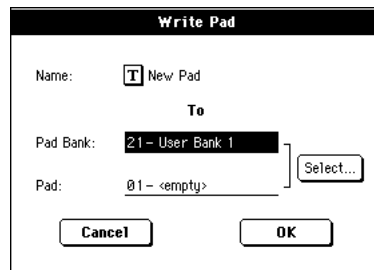 Write Pad
Name: T New Pad
To
Pad Bank: 21- User Bank 1
Select...
Pad: 01- <empty>
Cancel OK